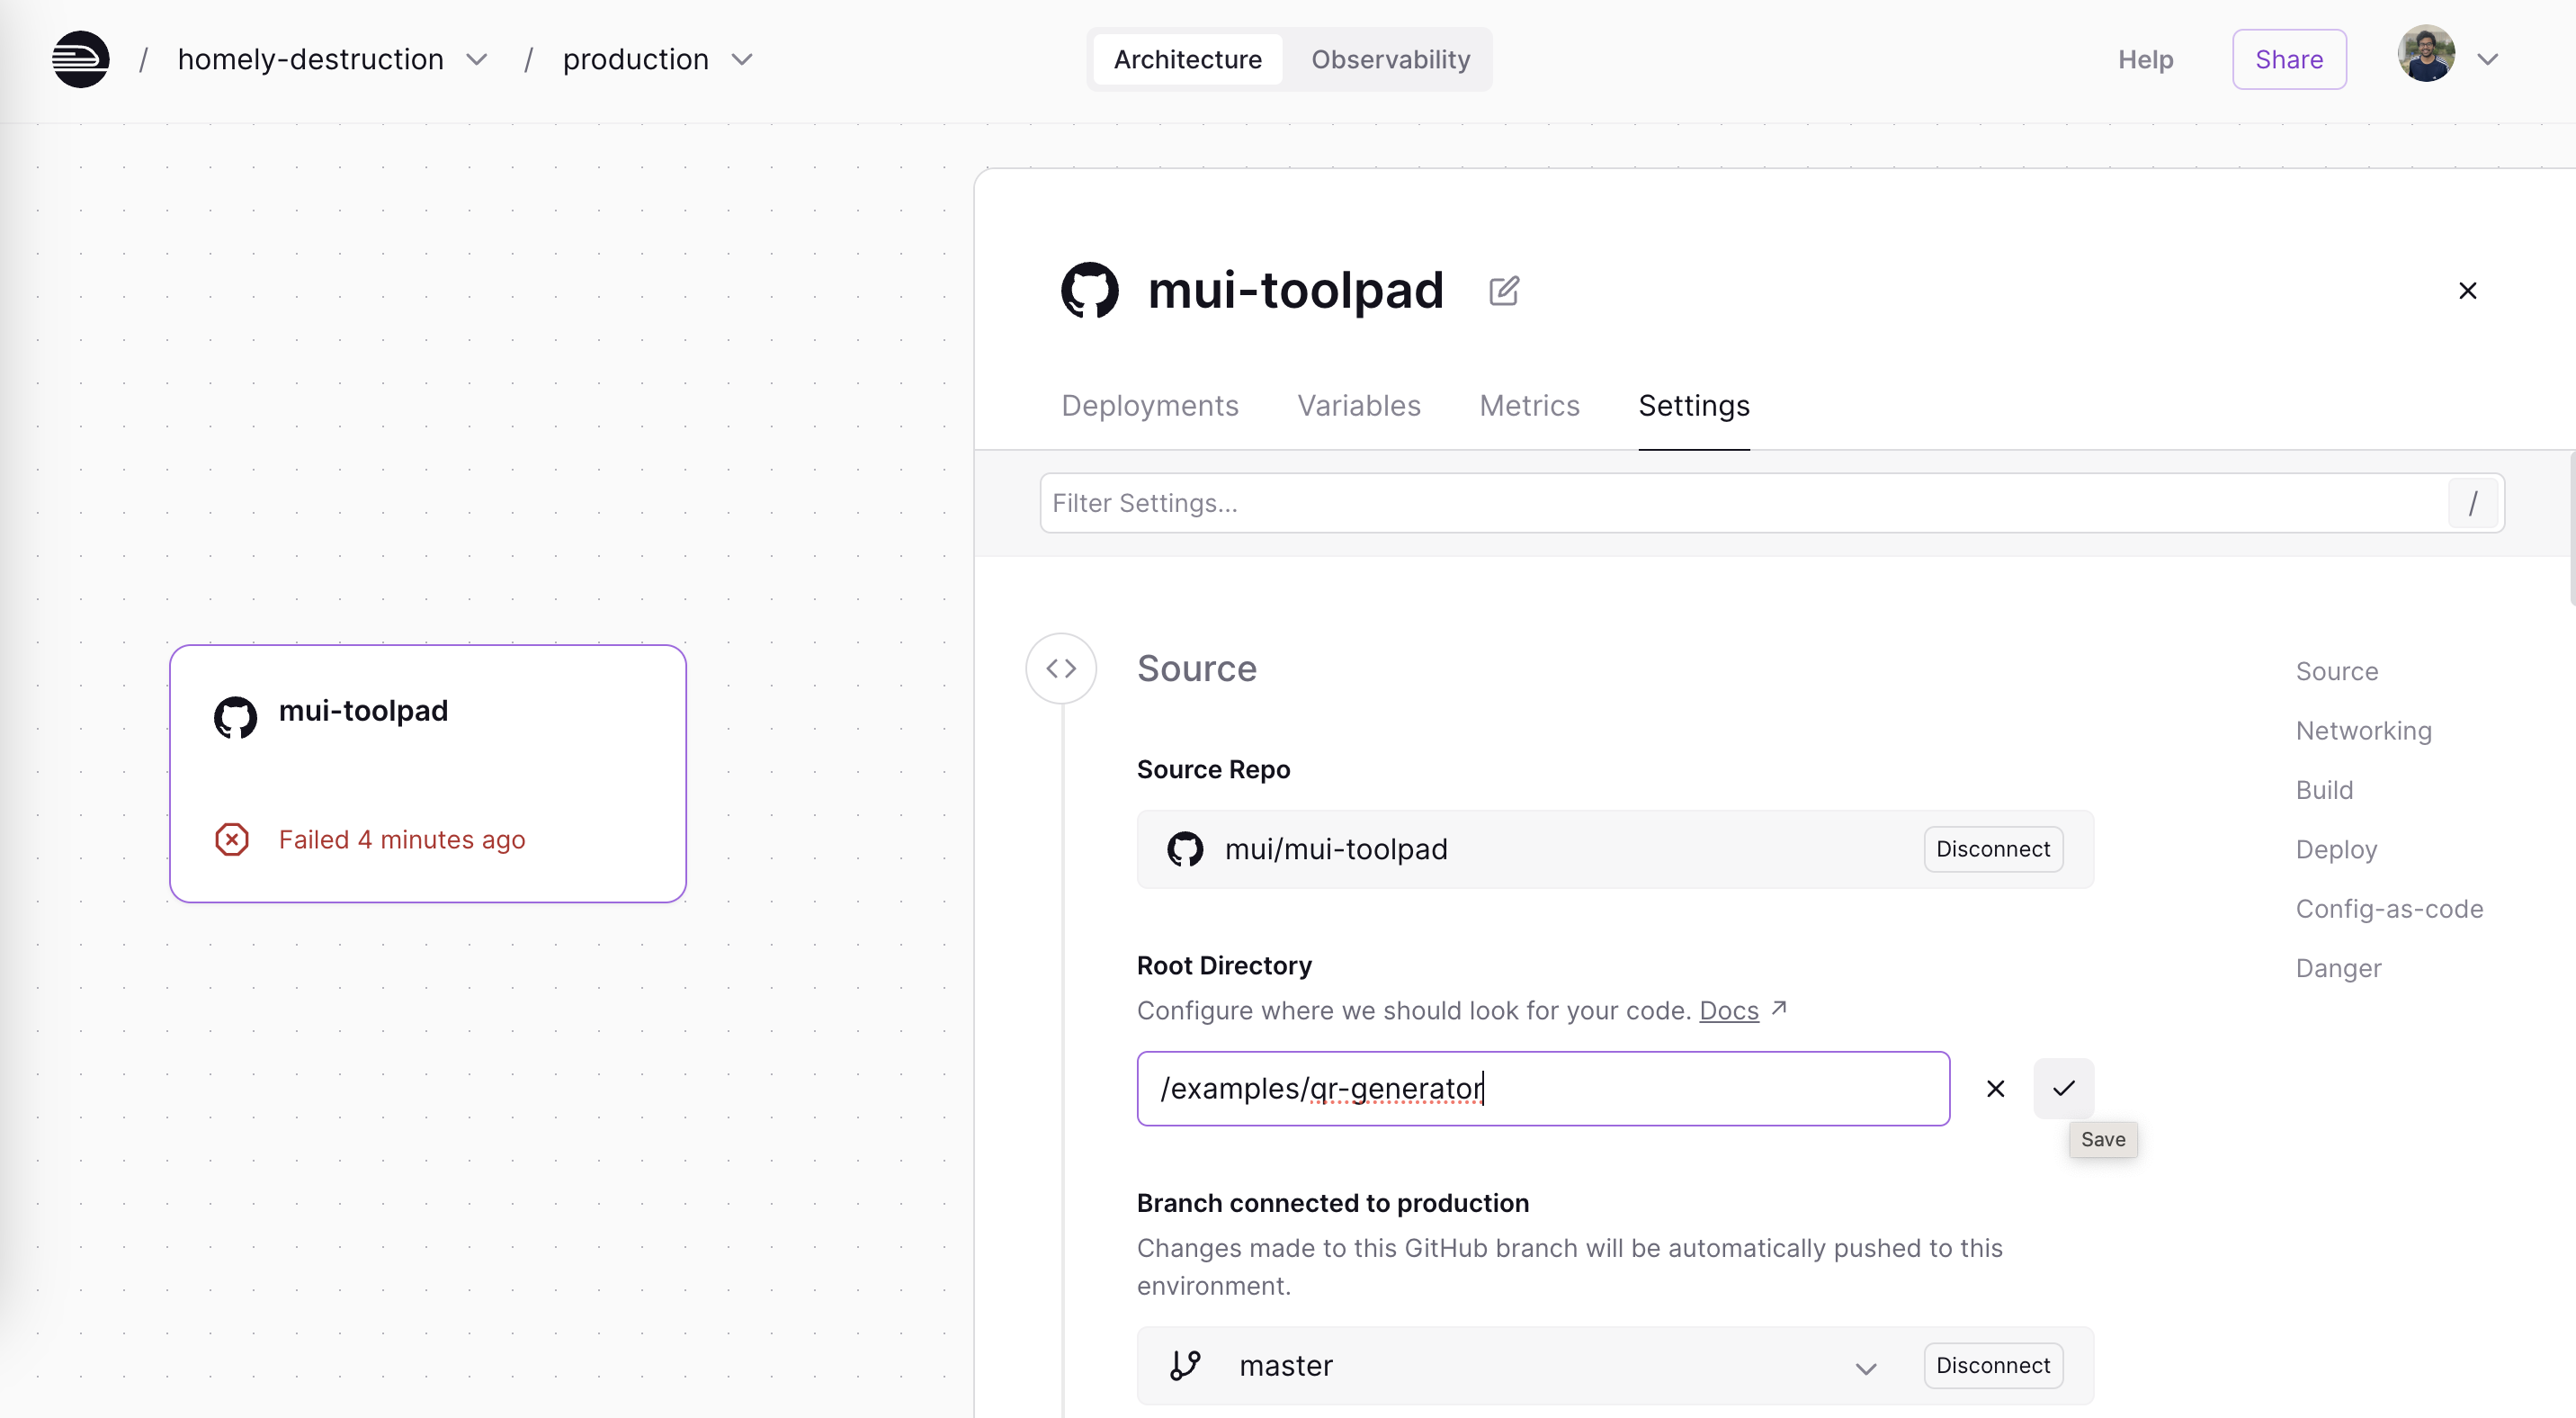 / homely-destruction / production
Architecture Observability
Help Share
mui-toolpad
Deployments Variables Metrics Settings
Filter Settings... /
mui-toolpad
Failed 4 minutes ago
Source
Source Repo
mui/mui-toolpad Disconnect
Root Directory
Configure where we should look for your code. Docs ↗
/examples/qr-generator
Save
Branch connected to production
Changes made to this GitHub branch will be automatically pushed to this
environment.
master Disconnect
Source
Networking
Build
Deploy
Config-as-code
Danger